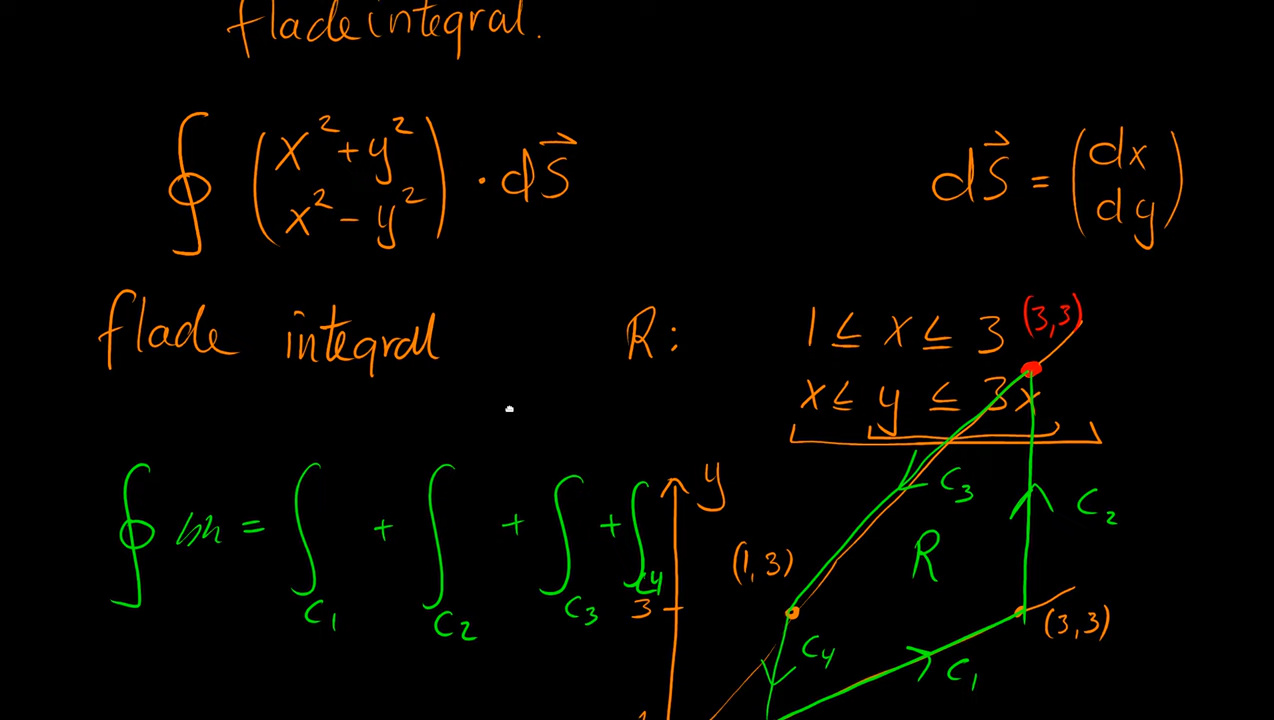 fladeintegral.
∮ (x²+y² / x²-y²) · dS⃗
dS⃗ = (dx / dy)
flade integral
R:
1 ≤ x ≤ 3
(3,3)
x ≤ y ≤ 3x
∮ = ∫C₁ + ∫C₂ + ∫C₃ + ∫C₄
y
C₃
C₂
R
(1,3)
3
(3,3)
C₄
C₁
1